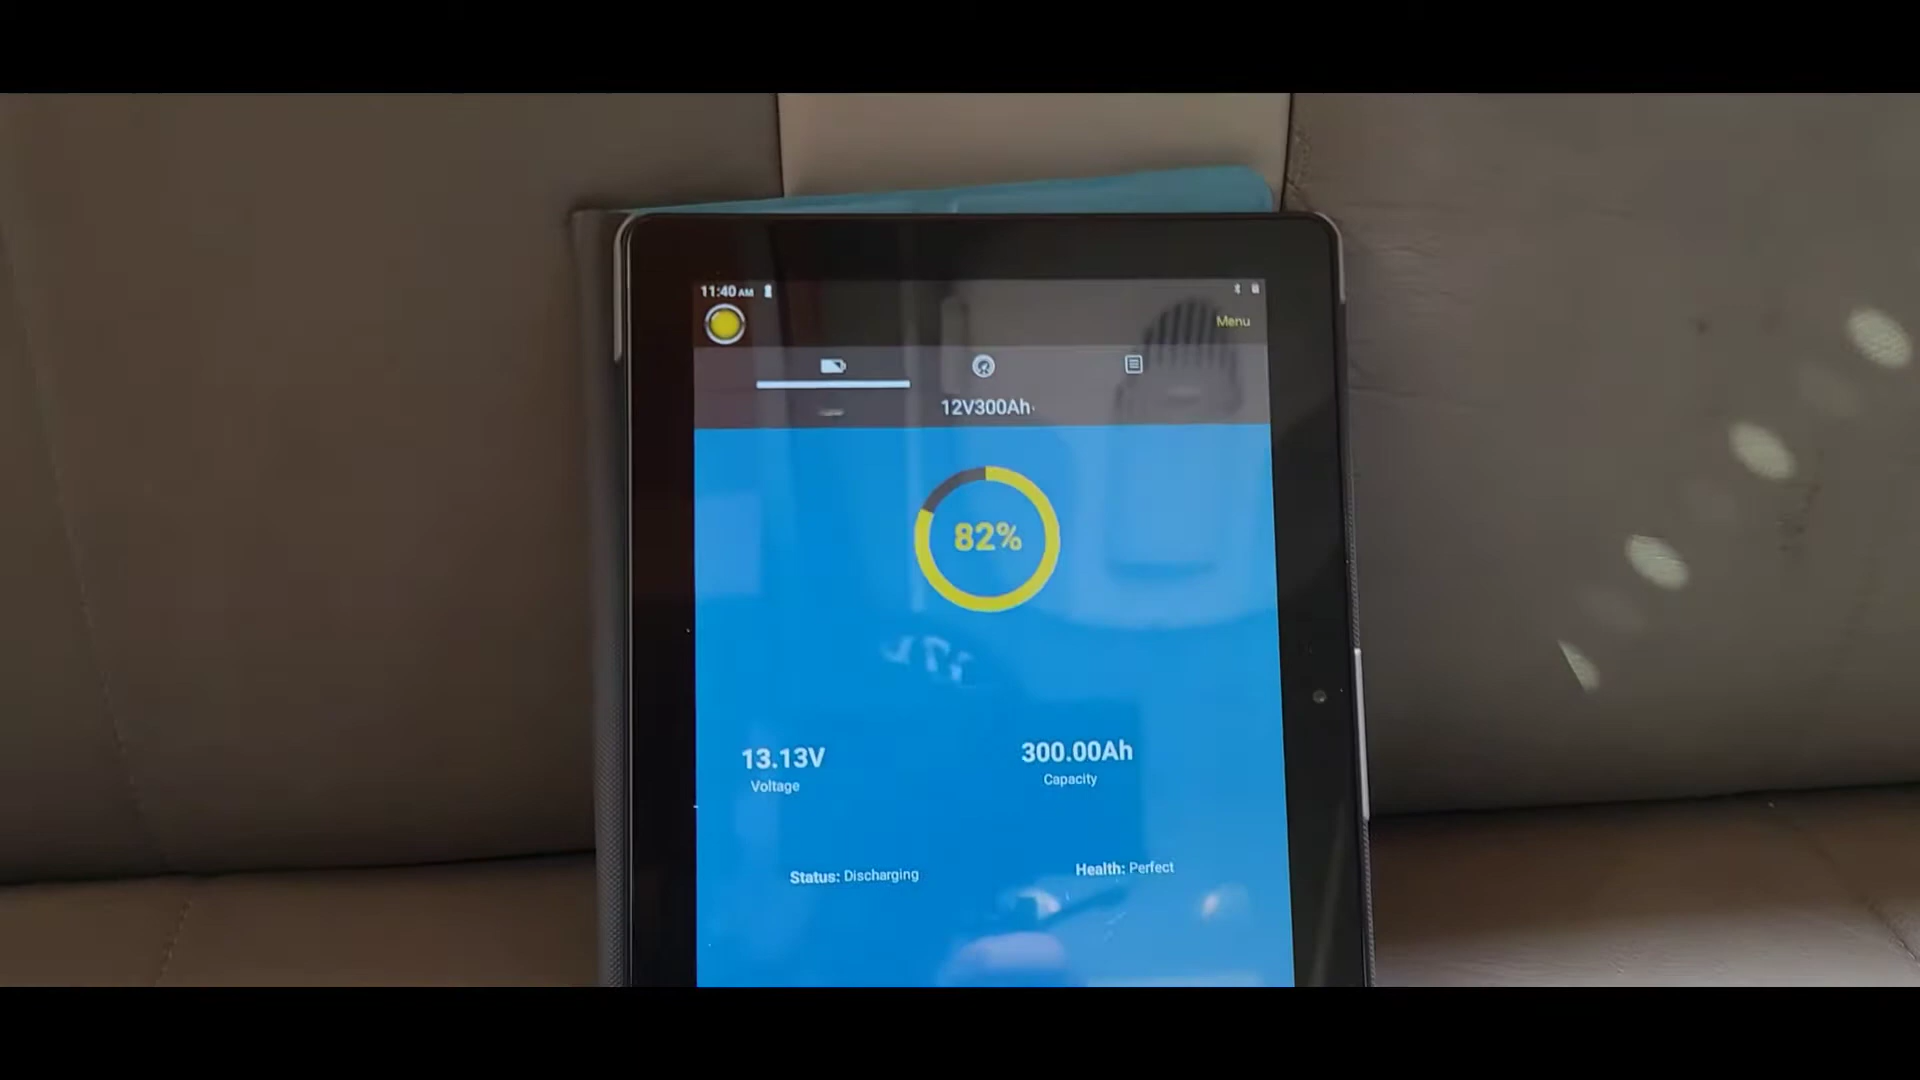 11:40 AM
Menu
12V300Ah
82%
13.13V
300.00Ah
Voltage
Capacity
Status: Discharging
Health: Perfect